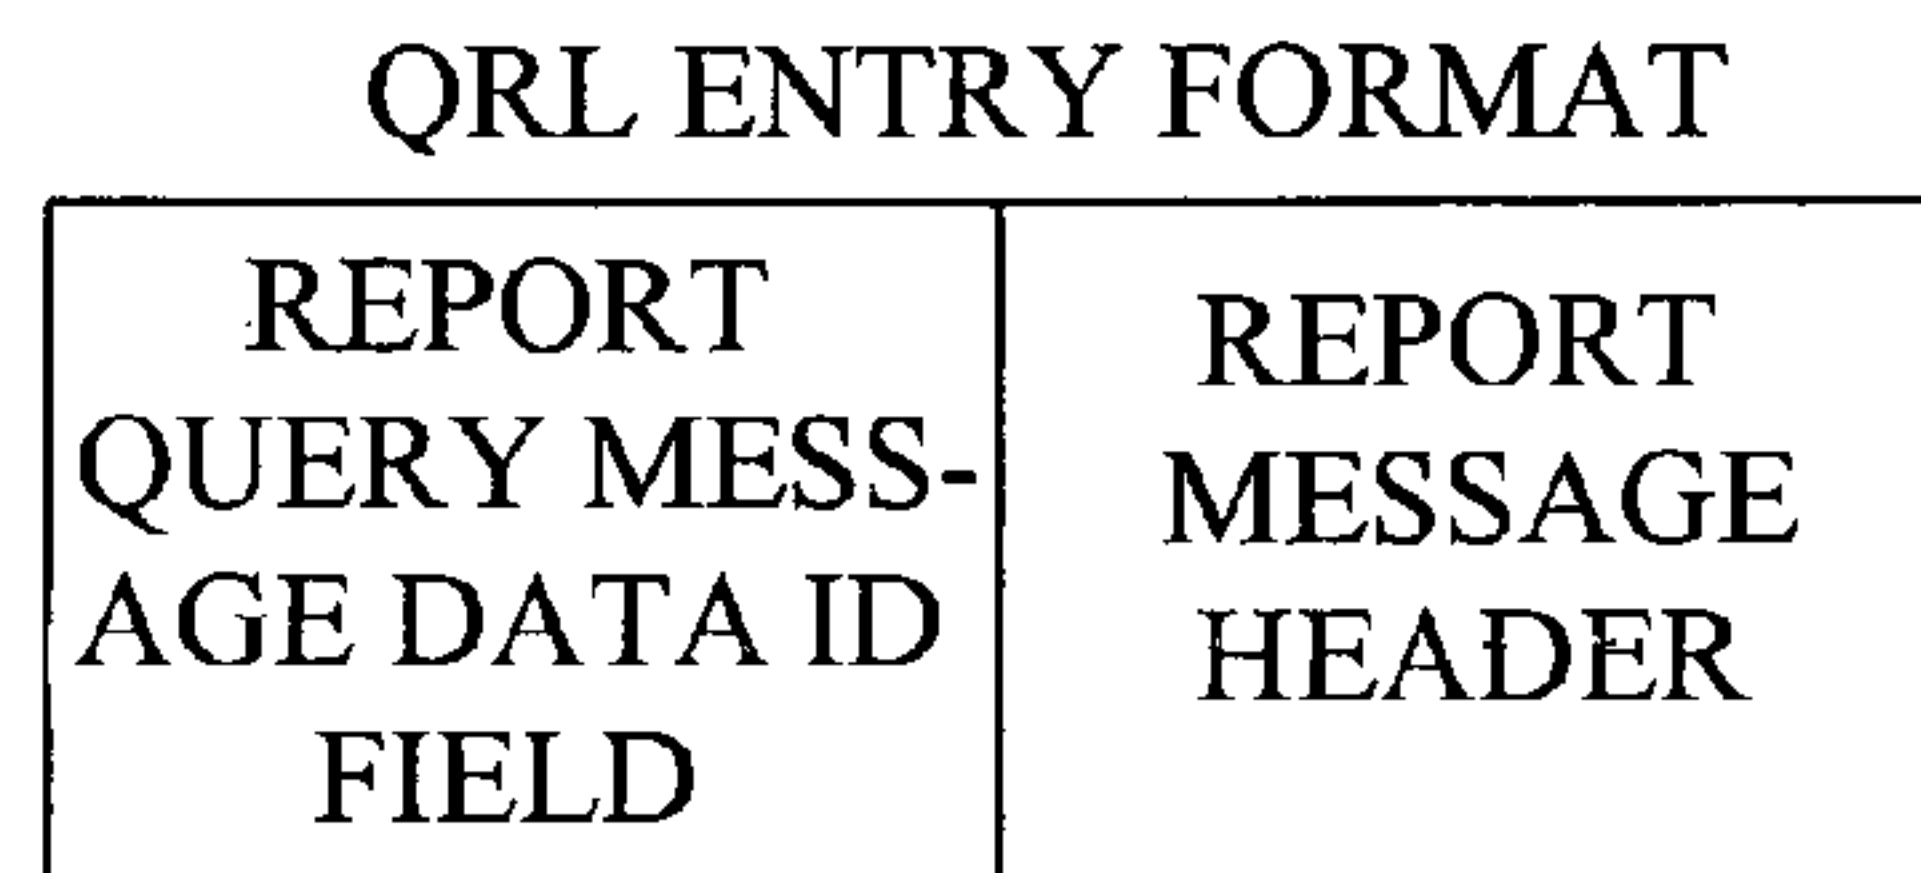 QRL ENTRY FORMAT
REPORT
QUERY MESS-
AGE DATA ID
FIELD
REPORT
MESSAGE
HEADER